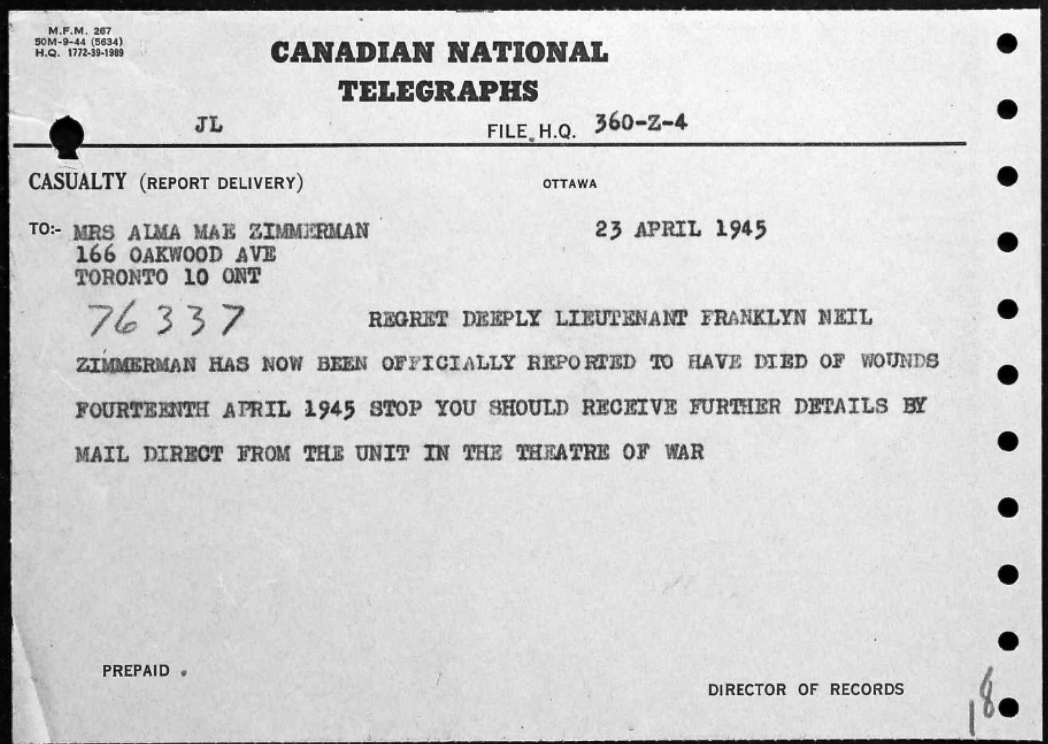 M.F.M. 267
50M-9-44 (5634)
H.Q. 1772-39-1989
CANADIAN NATIONAL
TELEGRAPHS
JL
FILE H.Q. 360-Z-4
CASUALTY (REPORT DELIVERY) OTTAWA
TO:- MRS ALMA MAE ZIMMERMAN 23 APRIL 1945
166 OAKWOOD AVE
TORONTO 10 ONT
76337 REGRET DEEPLY LIEUTENANT FRANKLYN NEIL
ZIMMERMAN HAS NOW BEEN OFFICIALLY REPORTED TO HAVE DIED OF WOUNDS
FOURTEENTH APRIL 1945 STOP YOU SHOULD RECEIVE FURTHER DETAILS BY
MAIL DIRECT FROM THE UNIT IN THE THEATRE OF WAR
PREPAID
DIRECTOR OF RECORDS
18